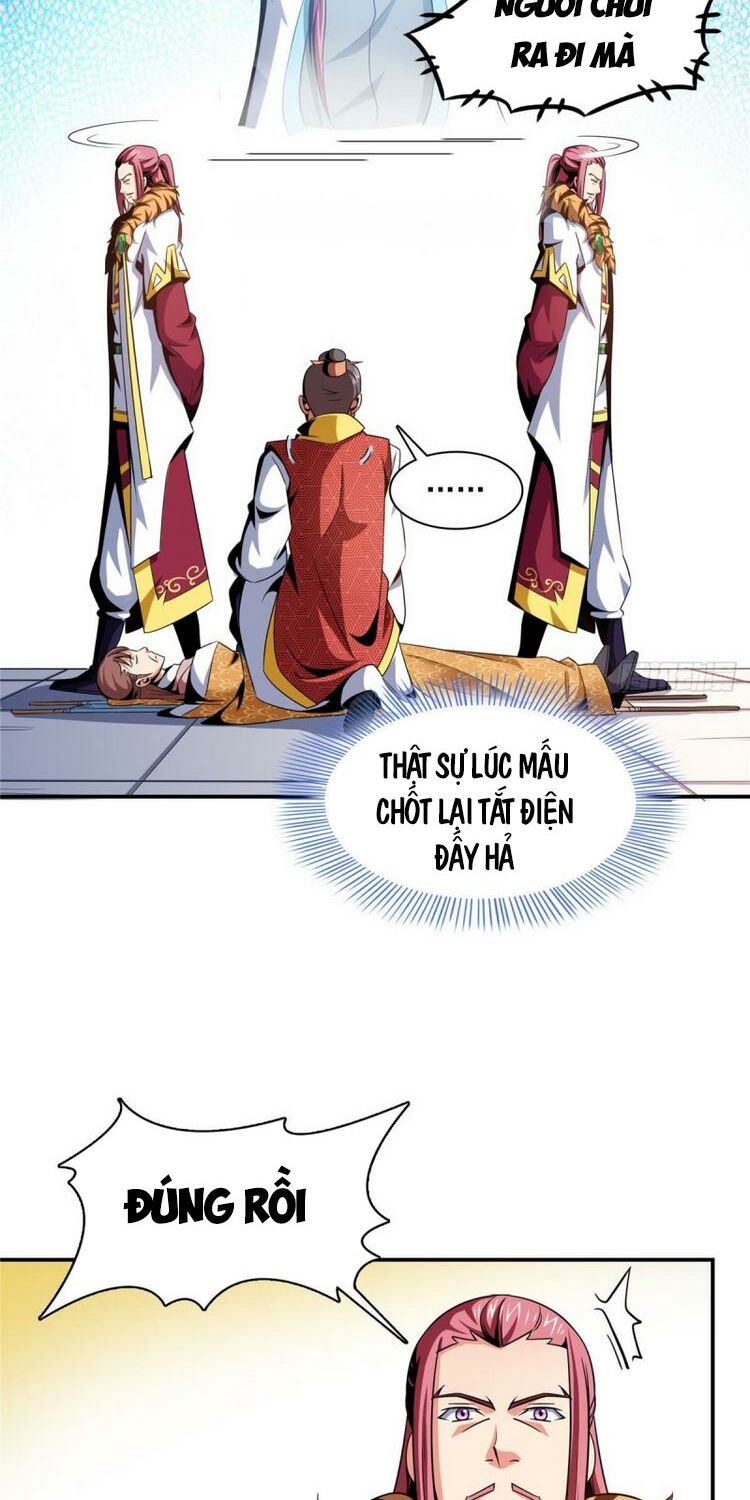 NGƯƠI CHUI
RA ĐI MÀ
......
THẬT SỰ LÚC MẤU
CHỐT LẠI TẮT ĐIỆN
ĐẤY HẢ
ĐÚNG RỒI